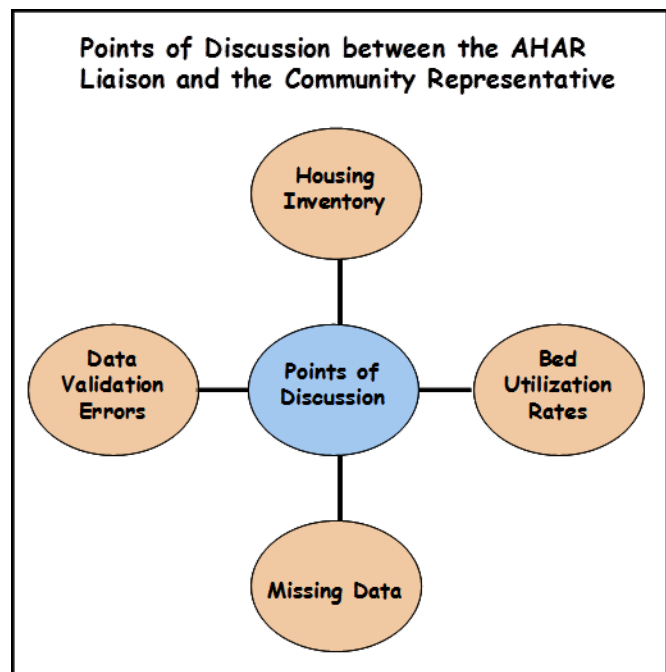 Points of Discussion between the AHAR
Liaison and the Community Representative
Housing
Inventory
Data
Validation
Errors
Points of
Discussion
Bed
Utilization
Rates
Missing Data